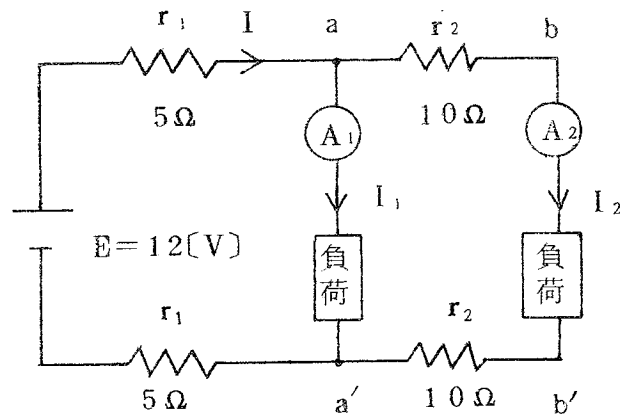 r₁ I a r₂ b
5Ω 10Ω
A₁ A₂
I₁ I₂
E=12〔V〕
負荷 負荷
r₁ r₂
5Ω a′ 10Ω b′